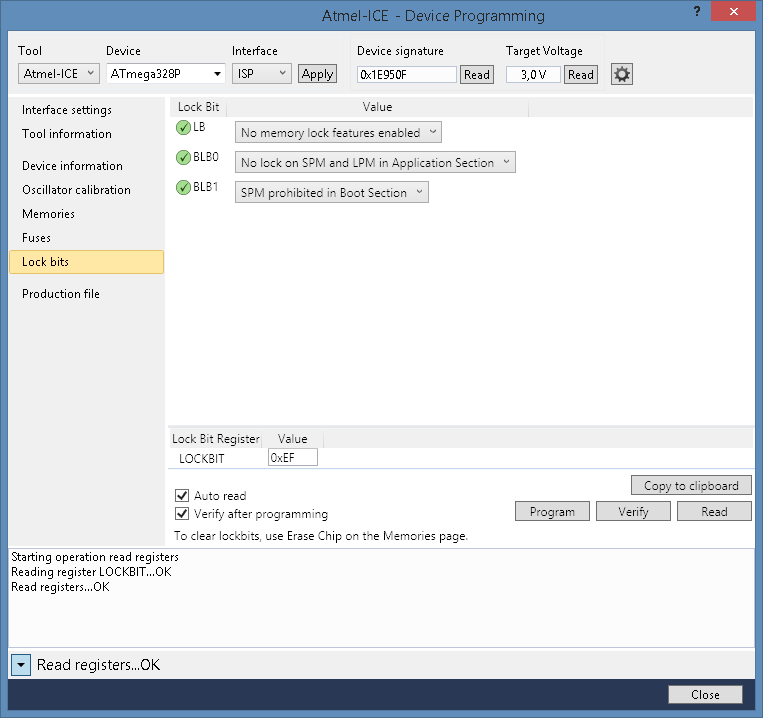 Atmel-ICE - Device Programming
? ✕
Tool Device Interface Device signature Target Voltage
Atmel-ICE ATmega328P ISP Apply 0x1E950F Read 3,0 V Read
Interface settings
Tool information
Device information
Oscillator calibration
Memories
Fuses
Lock bits
Production file
Lock Bit Value
LB No memory lock features enabled
BLB0 No lock on SPM and LPM in Application Section
BLB1 SPM prohibited in Boot Section
Lock Bit Register Value
LOCKBIT 0xEF
Copy to clipboard
Auto read
Verify after programming
Program Verify Read
To clear lockbits, use Erase Chip on the Memories page.
Starting operation read registers
Reading register LOCKBIT...OK
Read registers...OK
Read registers...OK
Close